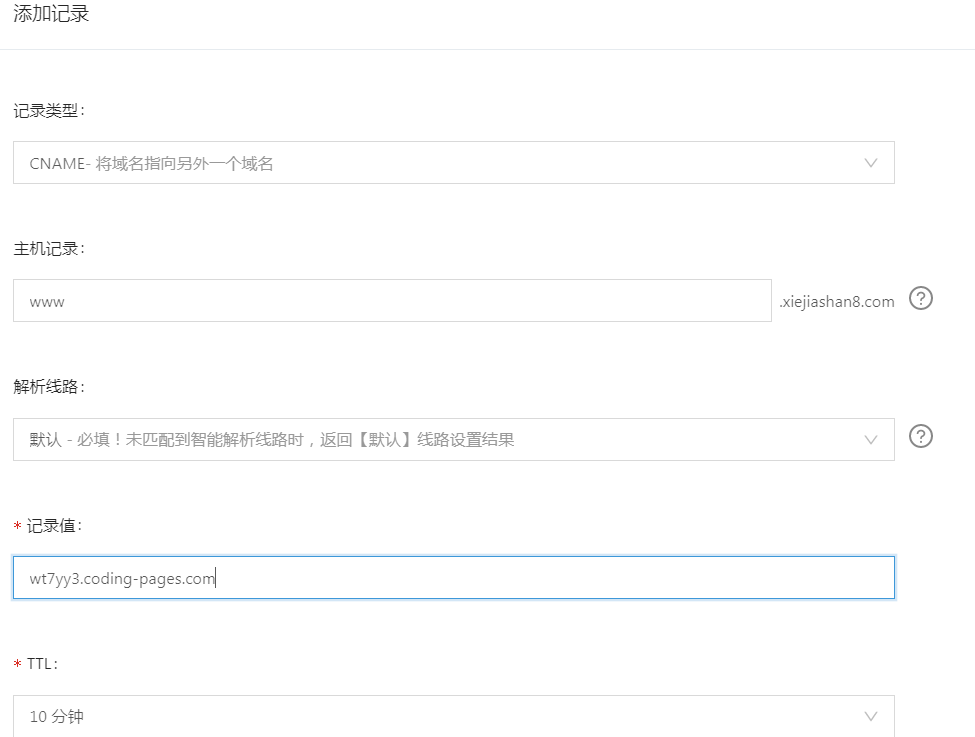 添加记录
记录类型:
CNAME- 将域名指向另外一个域名
主机记录:
www
.xiejiashan8.com
?
解析线路:
默认 - 必填！未匹配到智能解析线路时，返回【默认】线路设置结果
?
* 记录值:
wt7yy3.coding-pages.com
* TTL:
10 分钟